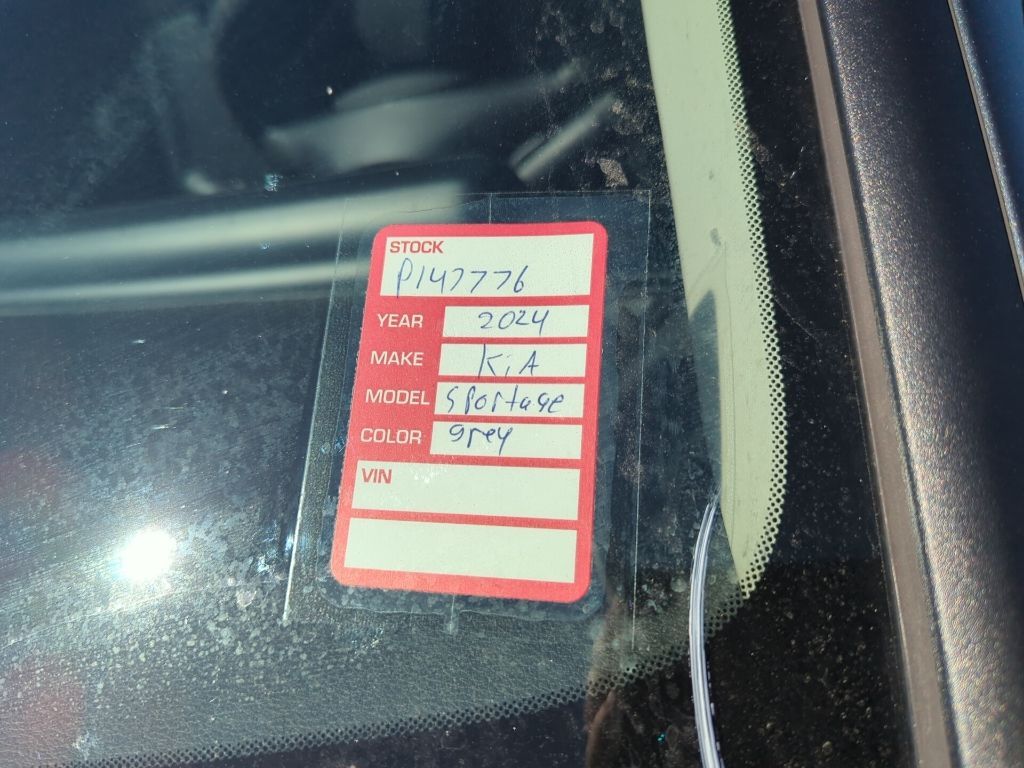 STOCK
P147776
YEAR 2024
MAKE KiA
MODEL Sportage
COLOR grey
VIN